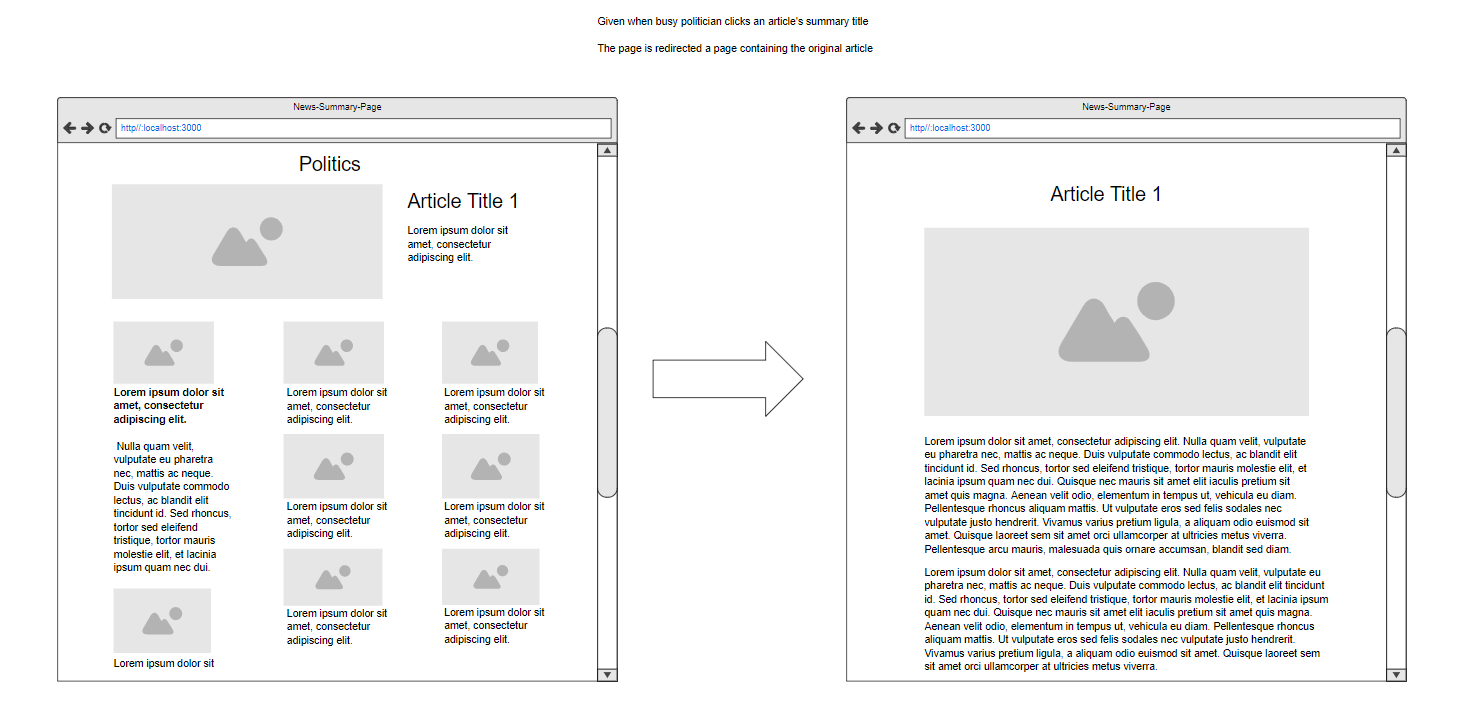 Given when busy politician clicks an article's summary title
The page is redirected a page containing the original article
News-Summary-Page
http//:localhost:3000
Politics
Article Title 1
Lorem ipsum dolor sit
amet, consectetur
adipiscing elit.
Lorem ipsum dolor sit
amet, consectetur
adipiscing elit.
Nulla quam velit,
vulputate eu pharetra
nec, mattis ac neque.
Duis vulputate commodo
lectus, ac blandit elit
tincidunt id. Sed rhoncus,
tortor sed eleifend
tristique, tortor mauris
molestie elit, et lacinia
ipsum quam nec dui.
Lorem ipsum dolor sit
Lorem ipsum dolor sit
amet, consectetur
adipiscing elit.
Lorem ipsum dolor sit
amet, consectetur
adipiscing elit.
Lorem ipsum dolor sit
amet, consectetur
adipiscing elit.
Lorem ipsum dolor sit
amet, consectetur
adipiscing elit.
Lorem ipsum dolor sit
amet, consectetur
adipiscing elit.
Lorem ipsum dolor sit
amet, consectetur
adipiscing elit.
News-Summary-Page
http//:localhost:3000
Article Title 1
Lorem ipsum dolor sit amet, consectetur adipiscing elit. Nulla quam velit, vulputate
eu pharetra nec, mattis ac neque. Duis vulputate commodo lectus, ac blandit elit
tincidunt id. Sed rhoncus, tortor sed eleifend tristique, tortor mauris molestie elit, et
lacinia ipsum quam nec dui. Quisque nec mauris sit amet elit iaculis pretium sit
amet quis magna. Aenean velit odio, elementum in tempus ut, vehicula eu diam.
Pellentesque rhoncus aliquam mattis. Ut vulputate eros sed felis sodales nec
vulputate justo hendrerit. Vivamus varius pretium ligula, a aliquam odio euismod sit
amet. Quisque laoreet sem sit amet orci ullamcorper at ultricies metus viverra.
Pellentesque arcu mauris, malesuada quis ornare accumsan, blandit sed diam.
Lorem ipsum dolor sit amet, consectetur adipiscing elit. Nulla quam velit, vulputate eu
pharetra nec, mattis ac neque. Duis vulputate commodo lectus, ac blandit elit tincidunt
id. Sed rhoncus, tortor sed eleifend tristique, tortor mauris molestie elit, et lacinia ipsum
quam nec dui. Quisque nec mauris sit amet elit iaculis pretium sit amet quis magna.
Aenean velit odio, elementum in tempus ut, vehicula eu diam. Pellentesque rhoncus
aliquam mattis. Ut vulputate eros sed felis sodales nec vulputate justo hendrerit.
Vivamus varius pretium ligula, a aliquam odio euismod sit amet. Quisque laoreet sem
sit amet orci ullamcorper at ultricies metus viverra.